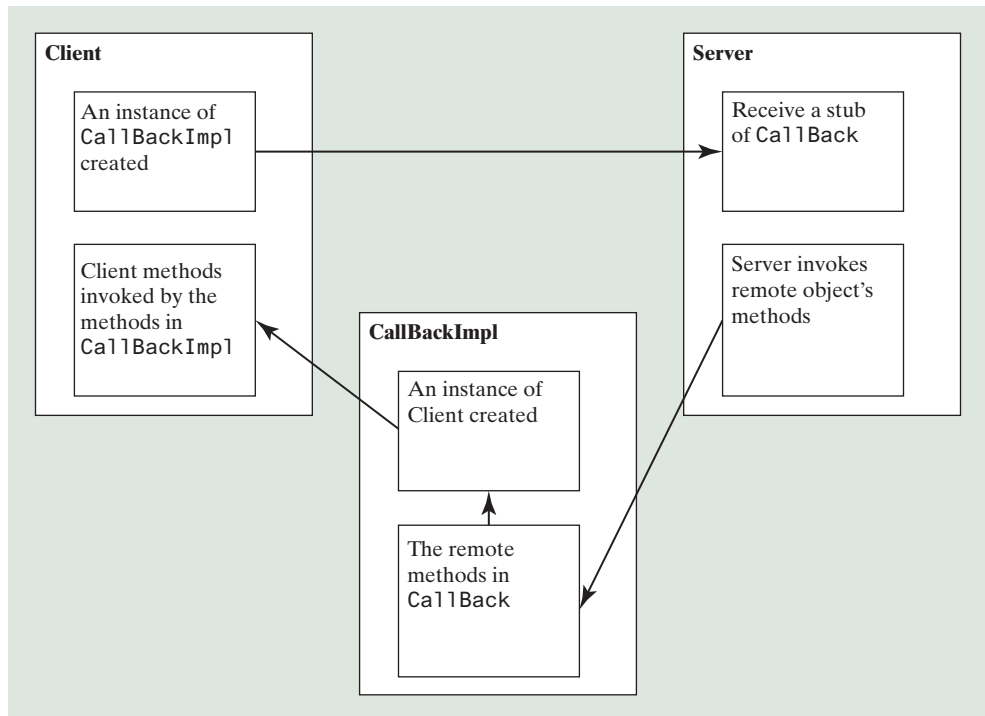 Client
An instance of
CallBackImpl
created
Client methods
invoked by the
methods in
CallBackImpl
Server
Receive a stub
of CallBack
Server invokes
remote object's
methods
CallBackImpl
An instance of
Client created
The remote
methods in
CallBack